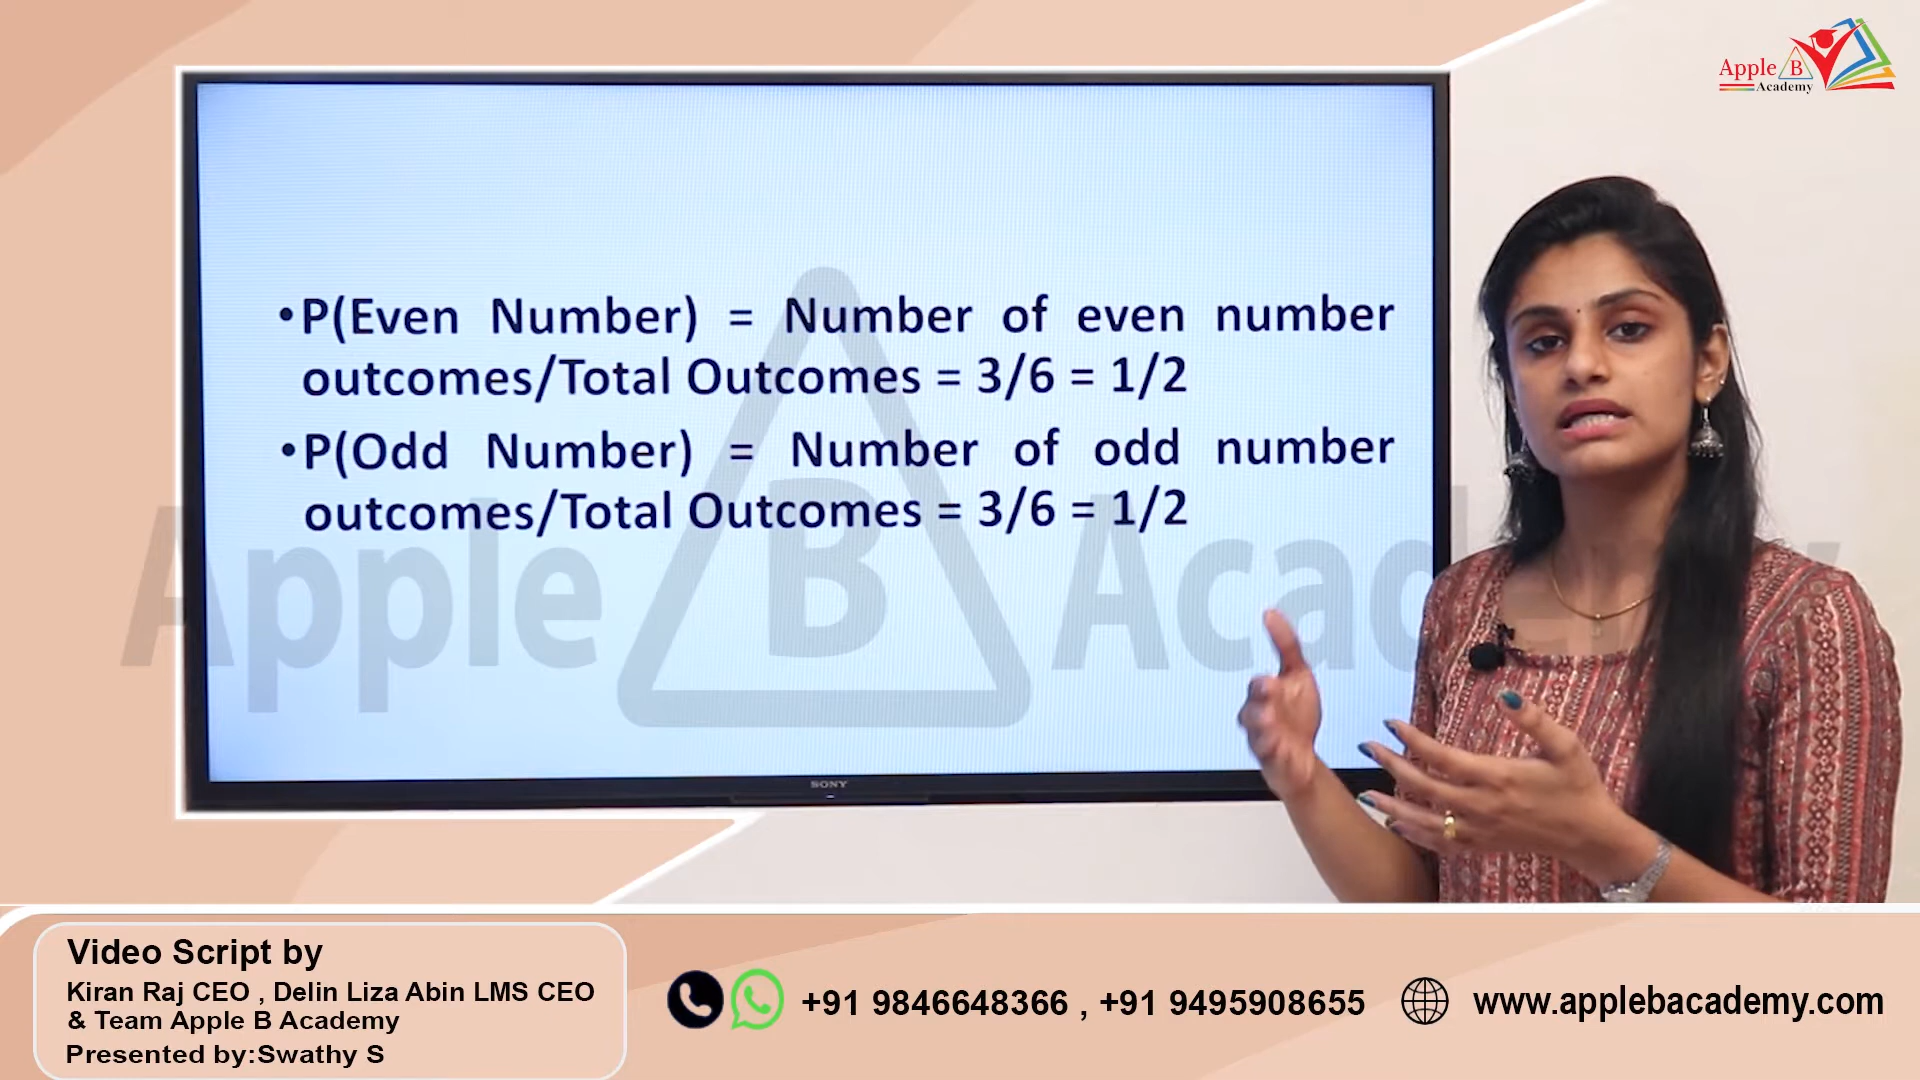 Apple B
Academy
•P(Even Number) = Number of even number
outcomes/Total Outcomes = 3/6 = 1/2
•P(Odd Number) = Number of odd number
outcomes/Total Outcomes = 3/6 = 1/2
Apple B Academy
SONY
Video Script by
Kiran Raj CEO , Delin Liza Abin LMS CEO
& Team Apple B Academy
Presented by:Swathy S
+91 9846648366 , +91 9495908655
www.applebacademy.com